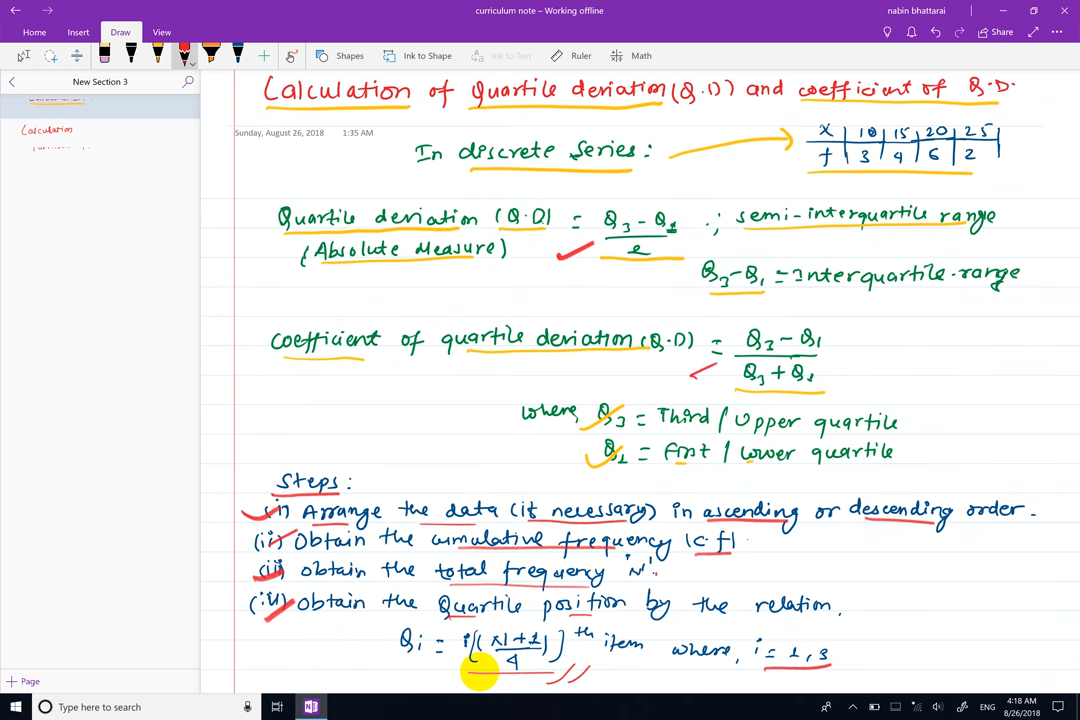 curriculum note – Working offline
nabin bhattarai
Home Insert Draw View
Share
Shapes Ink to Shape Ink to Text Ruler Math
New Section 3
Calculation
Calculation of Quartile deviation (Q.D) and coefficient of Q.D.
Sunday, August 26, 2018 1:35 AM
In discrete series:
x | 10 | 15 | 20 | 25 |
f | 3 | 4 | 6 | 2
Quartile deviation (Q.D) = Q3 - Q1 / 2 ; semi-interquartile range
(Absolute Measure)
Q3 - Q1 = Interquartile range
coefficient of quartile deviation (Q.D) = Q3 - Q1 / Q3 + Q1
where, Q3 = Third / Upper quartile
Q1 = First / Lower quartile
Steps:
(i) Arrange the data (if necessary) in ascending or descending order.
(ii) Obtain the cumulative frequency (c.f)
(iii) obtain the total frequency 'N'
(iv) Obtain the Quartile position by the relation.
Qi = i((N+1)/4)th item where, i = 1, 3
Page
Type here to search
ENG
4:18 AM
8/26/2018